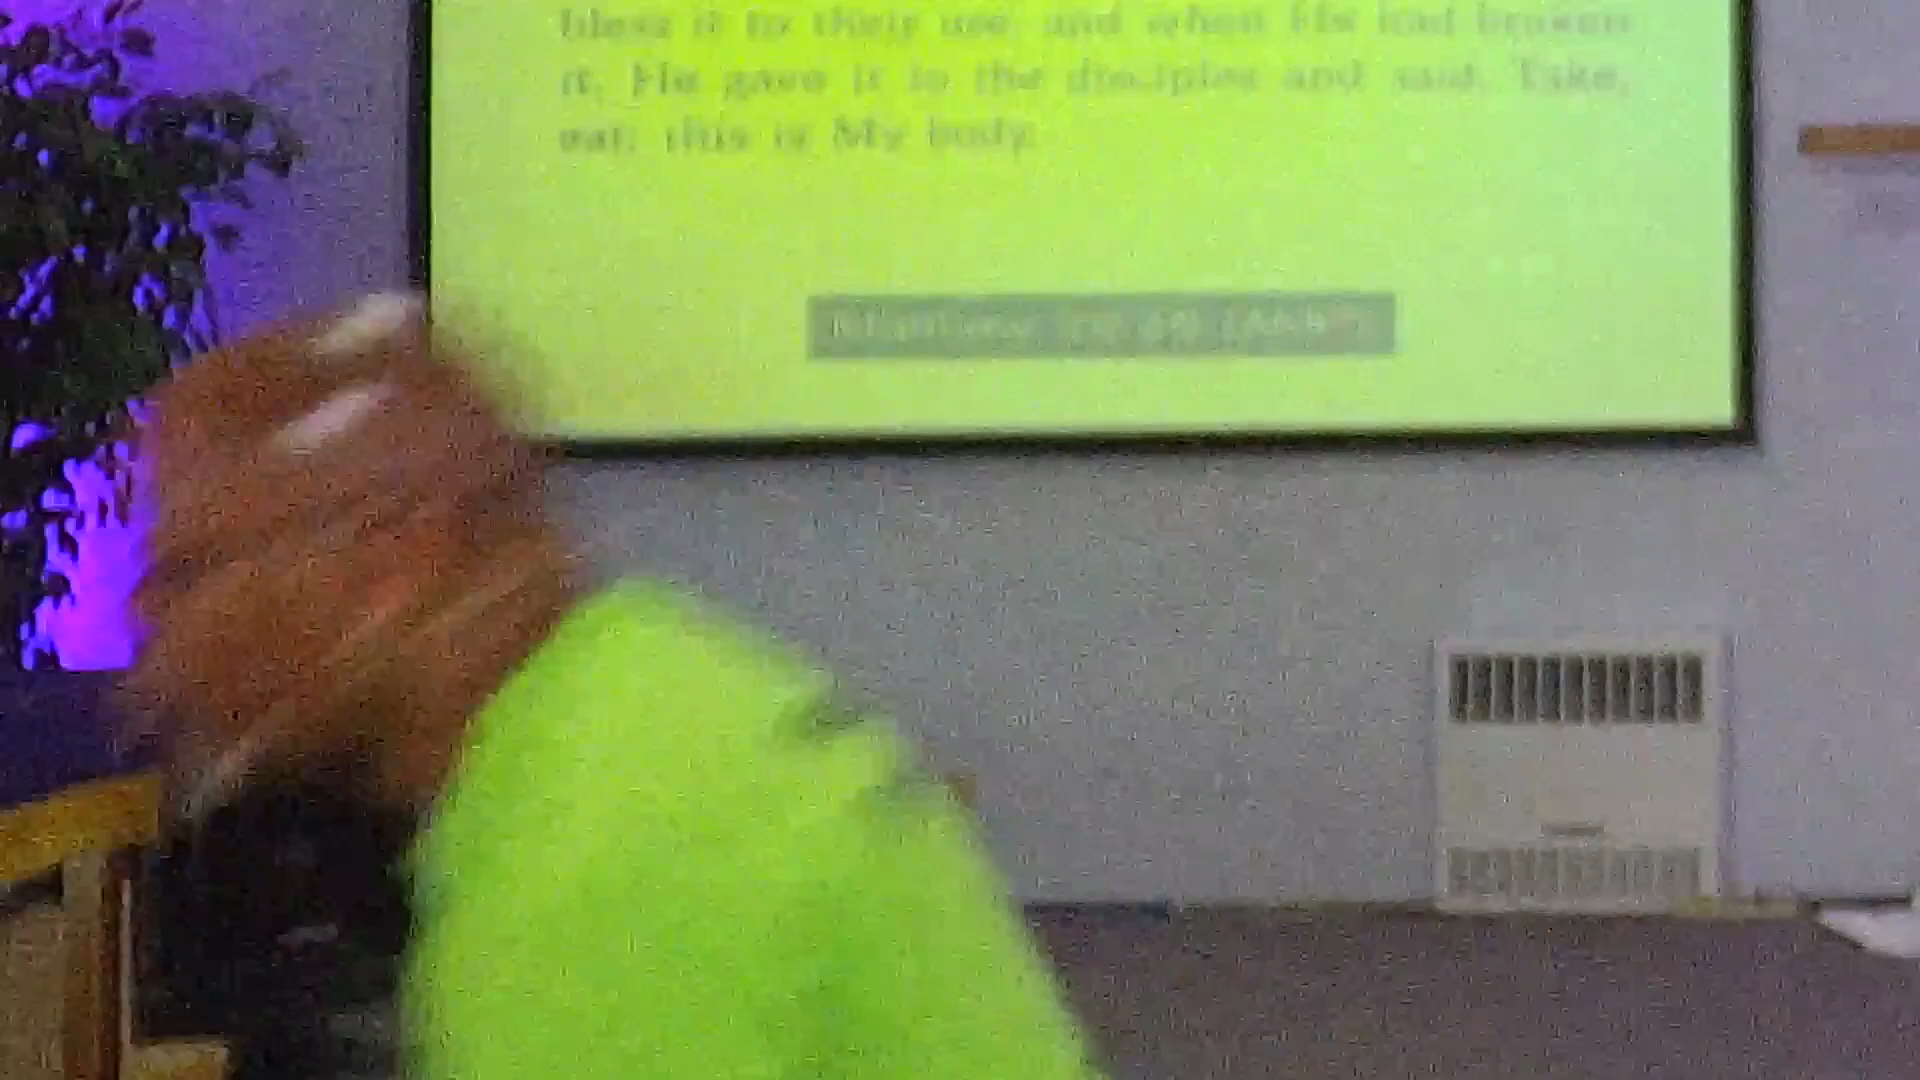 bless it to their use, and when He had broken
it, He gave it to the disciples and said, Take,
eat; this is My body.
Matthew